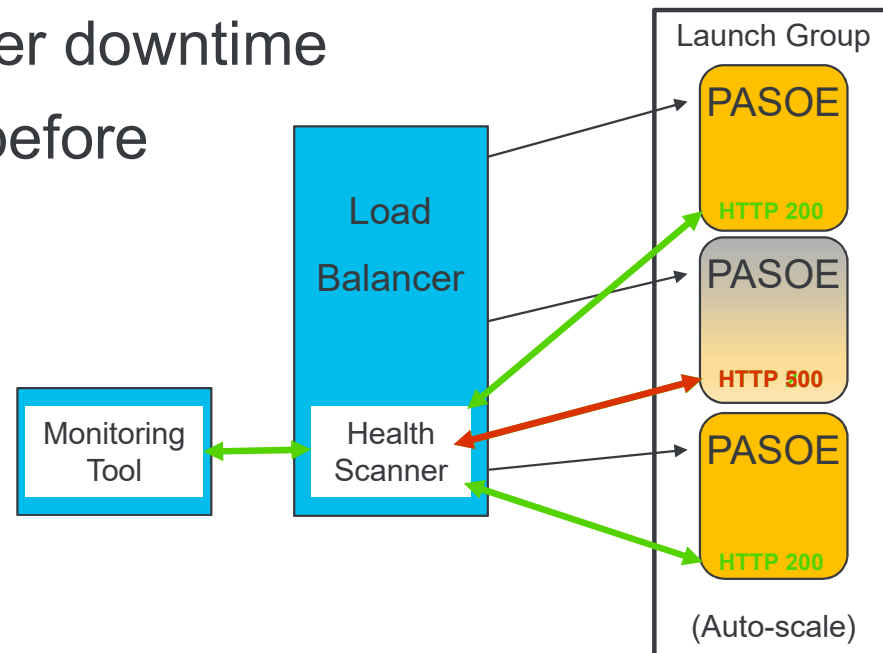 er downtime
before
Launch Group
PASOE
HTTP 200
Load
Balancer
PASOE
HTTP 500
Monitoring
Tool
Health
Scanner
PASOE
HTTP 200
(Auto-scale)